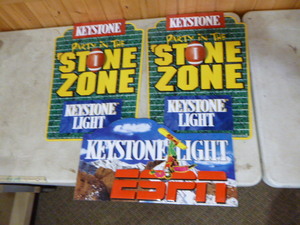 KEYSTONE
PARTY IN THE
'STONE
ZONE
KEYSTONE
LIGHT
KEYSTONE
PARTY IN THE
'STONE
ZONE
KEYSTONE
LIGHT
KEYSTONE LIGHT
ESPN